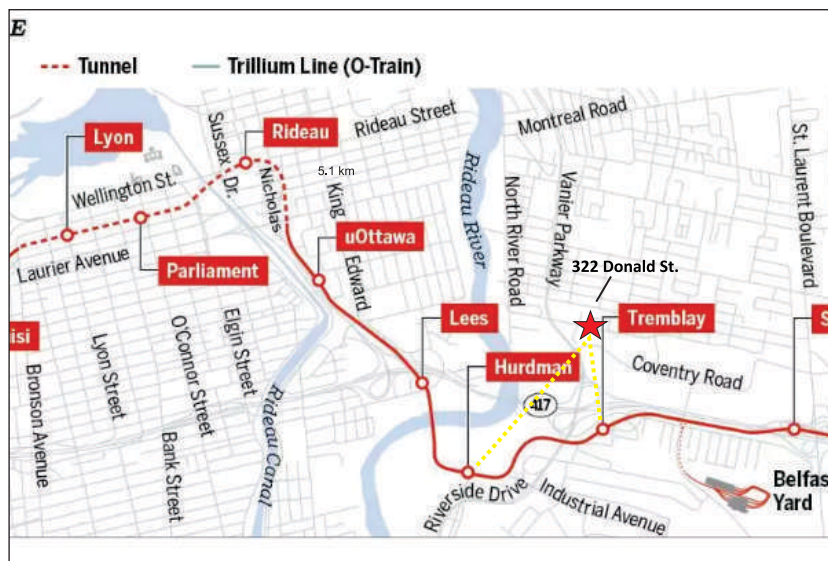 E
Tunnel
Trillium Line (O-Train)
Lyon
Rideau
Parliament
uOttawa
Lees
Hurdman
Tremblay
isi
S
Wellington St.
Sussex Dr.
Nicholas
Rideau Street
5.1 km
King Edward
Laurier Avenue
Montreal Road
Rideau River
North River Road
Vanier Parkway
St. Laurent Boulevard
322 Donald St.
Coventry Road
417
Bronson Avenue
Lyon Street
O'Connor Street
Bank Street
Elgin Street
Rideau Canal
Riverside Drive
Industrial Avenue
Belfas
Yard